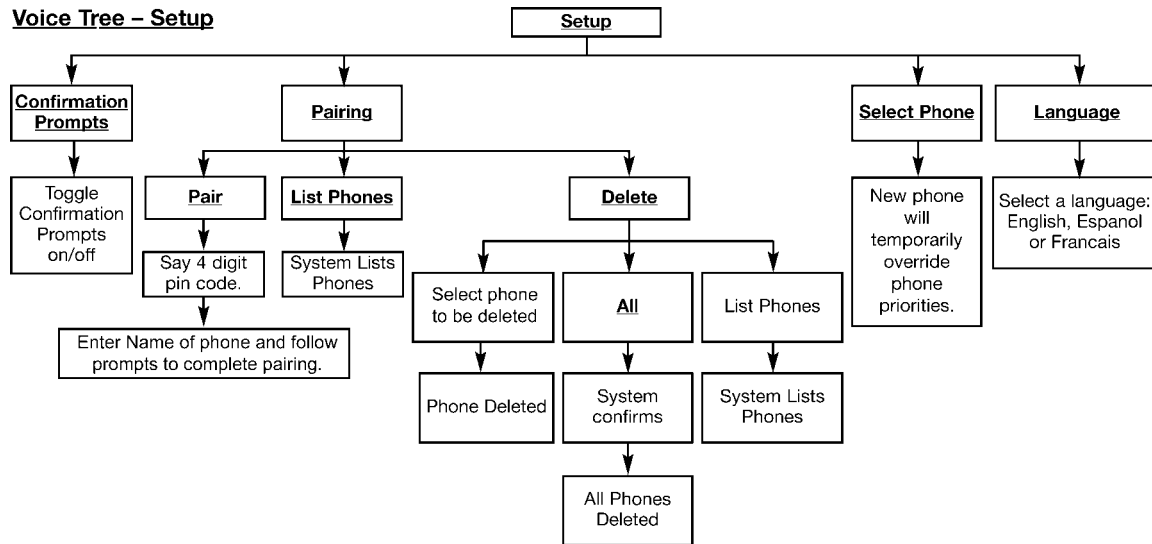 Voice Tree – Setup
Setup
Confirmation
Prompts
Pairing
Select Phone
Language
Toggle
Confirmation
Prompts
on/off
Pair
List Phones
Delete
New phone
will
temporarily
override
phone
priorities.
Select a language:
English, Espanol
or Francais
Say 4 digit
pin code.
System Lists
Phones
Select phone
to be deleted
All
List Phones
Enter Name of phone and follow
prompts to complete pairing.
Phone Deleted
System
confirms
System Lists
Phones
All Phones
Deleted